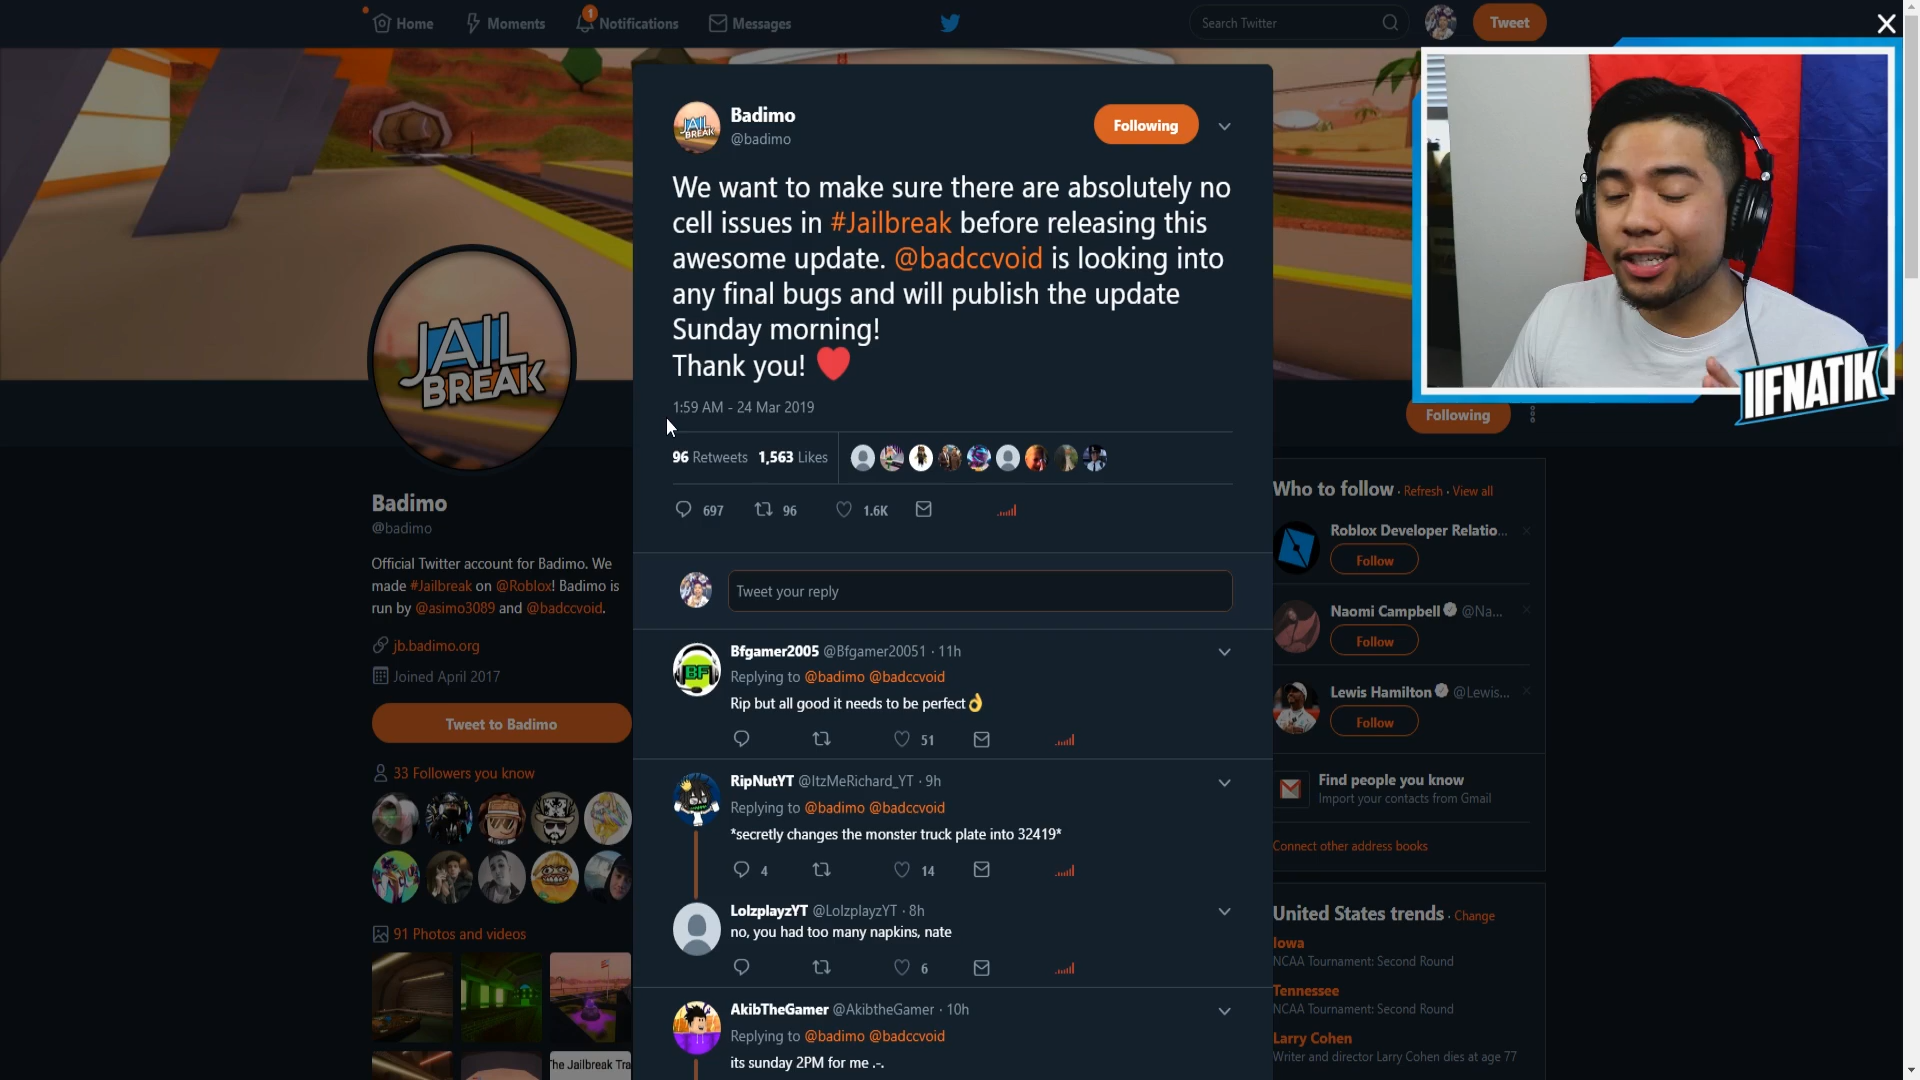 Home
Moments
1
Notifications
Messages
Search Twitter
Tweet
Badimo
@badimo
Following
We want to make sure there are absolutely no
cell issues in #Jailbreak before releasing this
awesome update. @badccvoid is looking into
any final bugs and will publish the update
Sunday morning!
Thank you! ❤️
1:59 AM - 24 Mar 2019
96 Retweets 1,563 Likes
697 96 1.6K
Tweet your reply
Bfgamer2005 @Bfgamer20051 · 11h
Replying to @badimo @badccvoid
Rip but all good it needs to be perfect👌
51
RipNutYT @ItzMeRichard_YT · 9h
Replying to @badimo @badccvoid
*secretly changes the monster truck plate into 32419*
4 14
LolzplayzYT @LolzplayzYT · 8h
no, you had too many napkins, nate
6
AkibTheGamer @AkibtheGamer · 10h
Replying to @badimo @badccvoid
its sunday 2PM for me .-.
JAIL
BREAK
JAIL
BREAK
BF
Badimo
@badimo
Official Twitter account for Badimo. We
made #Jailbreak on @Roblox! Badimo is
run by @asimo3089 and @badccvoid.
jb.badimo.org
Joined April 2017
Tweet to Badimo
33 Followers you know
91 Photos and videos
The Jailbreak Tra
IIFNATIK
Following
Who to follow · Refresh · View all
Roblox Developer Relatio...
Follow
Naomi Campbell @Na...
Follow
Lewis Hamilton @Lewis...
Follow
Find people you know
Import your contacts from Gmail
Connect other address books
United States trends · Change
Iowa
NCAA Tournament: Second Round
Tennessee
NCAA Tournament: Second Round
Larry Cohen
Writer and director Larry Cohen dies at age 77